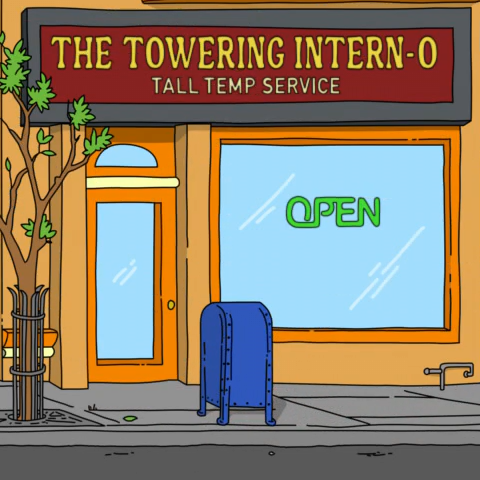 THE TOWERING INTERN-O
TALL TEMP SERVICE
OPEN